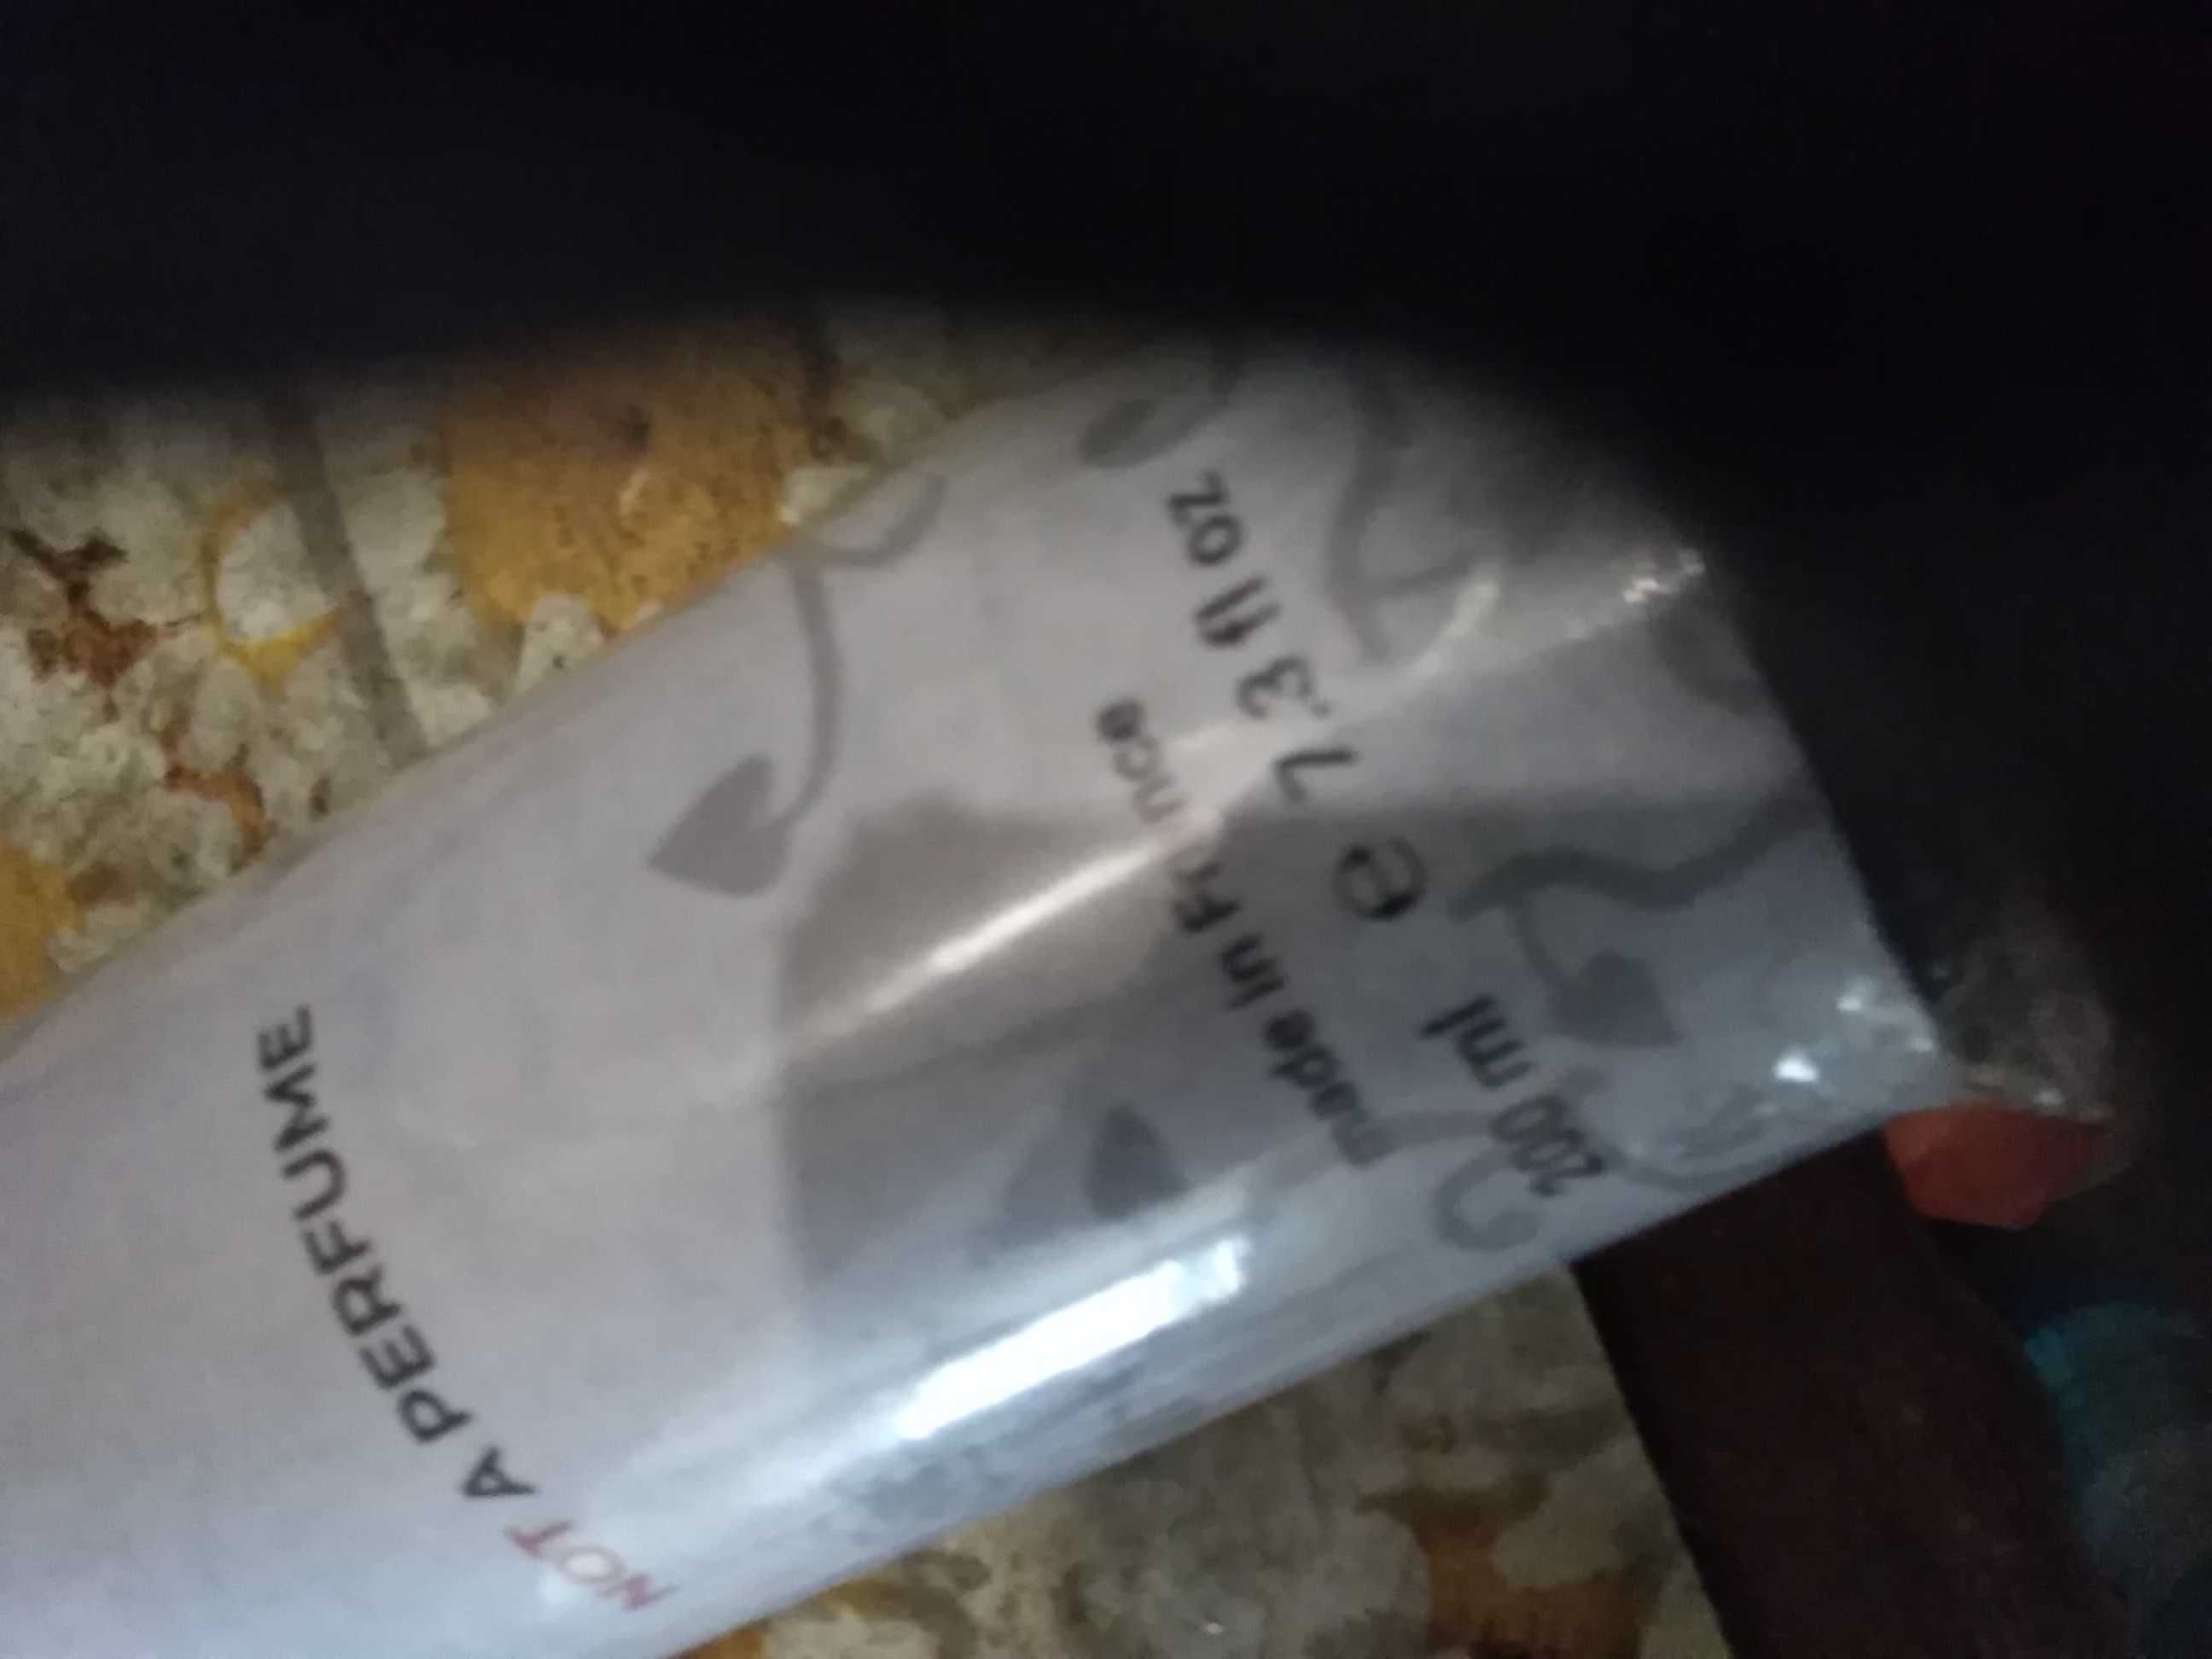 NOT A PERFUME
made in France
200 ml e 7.3 fl oz